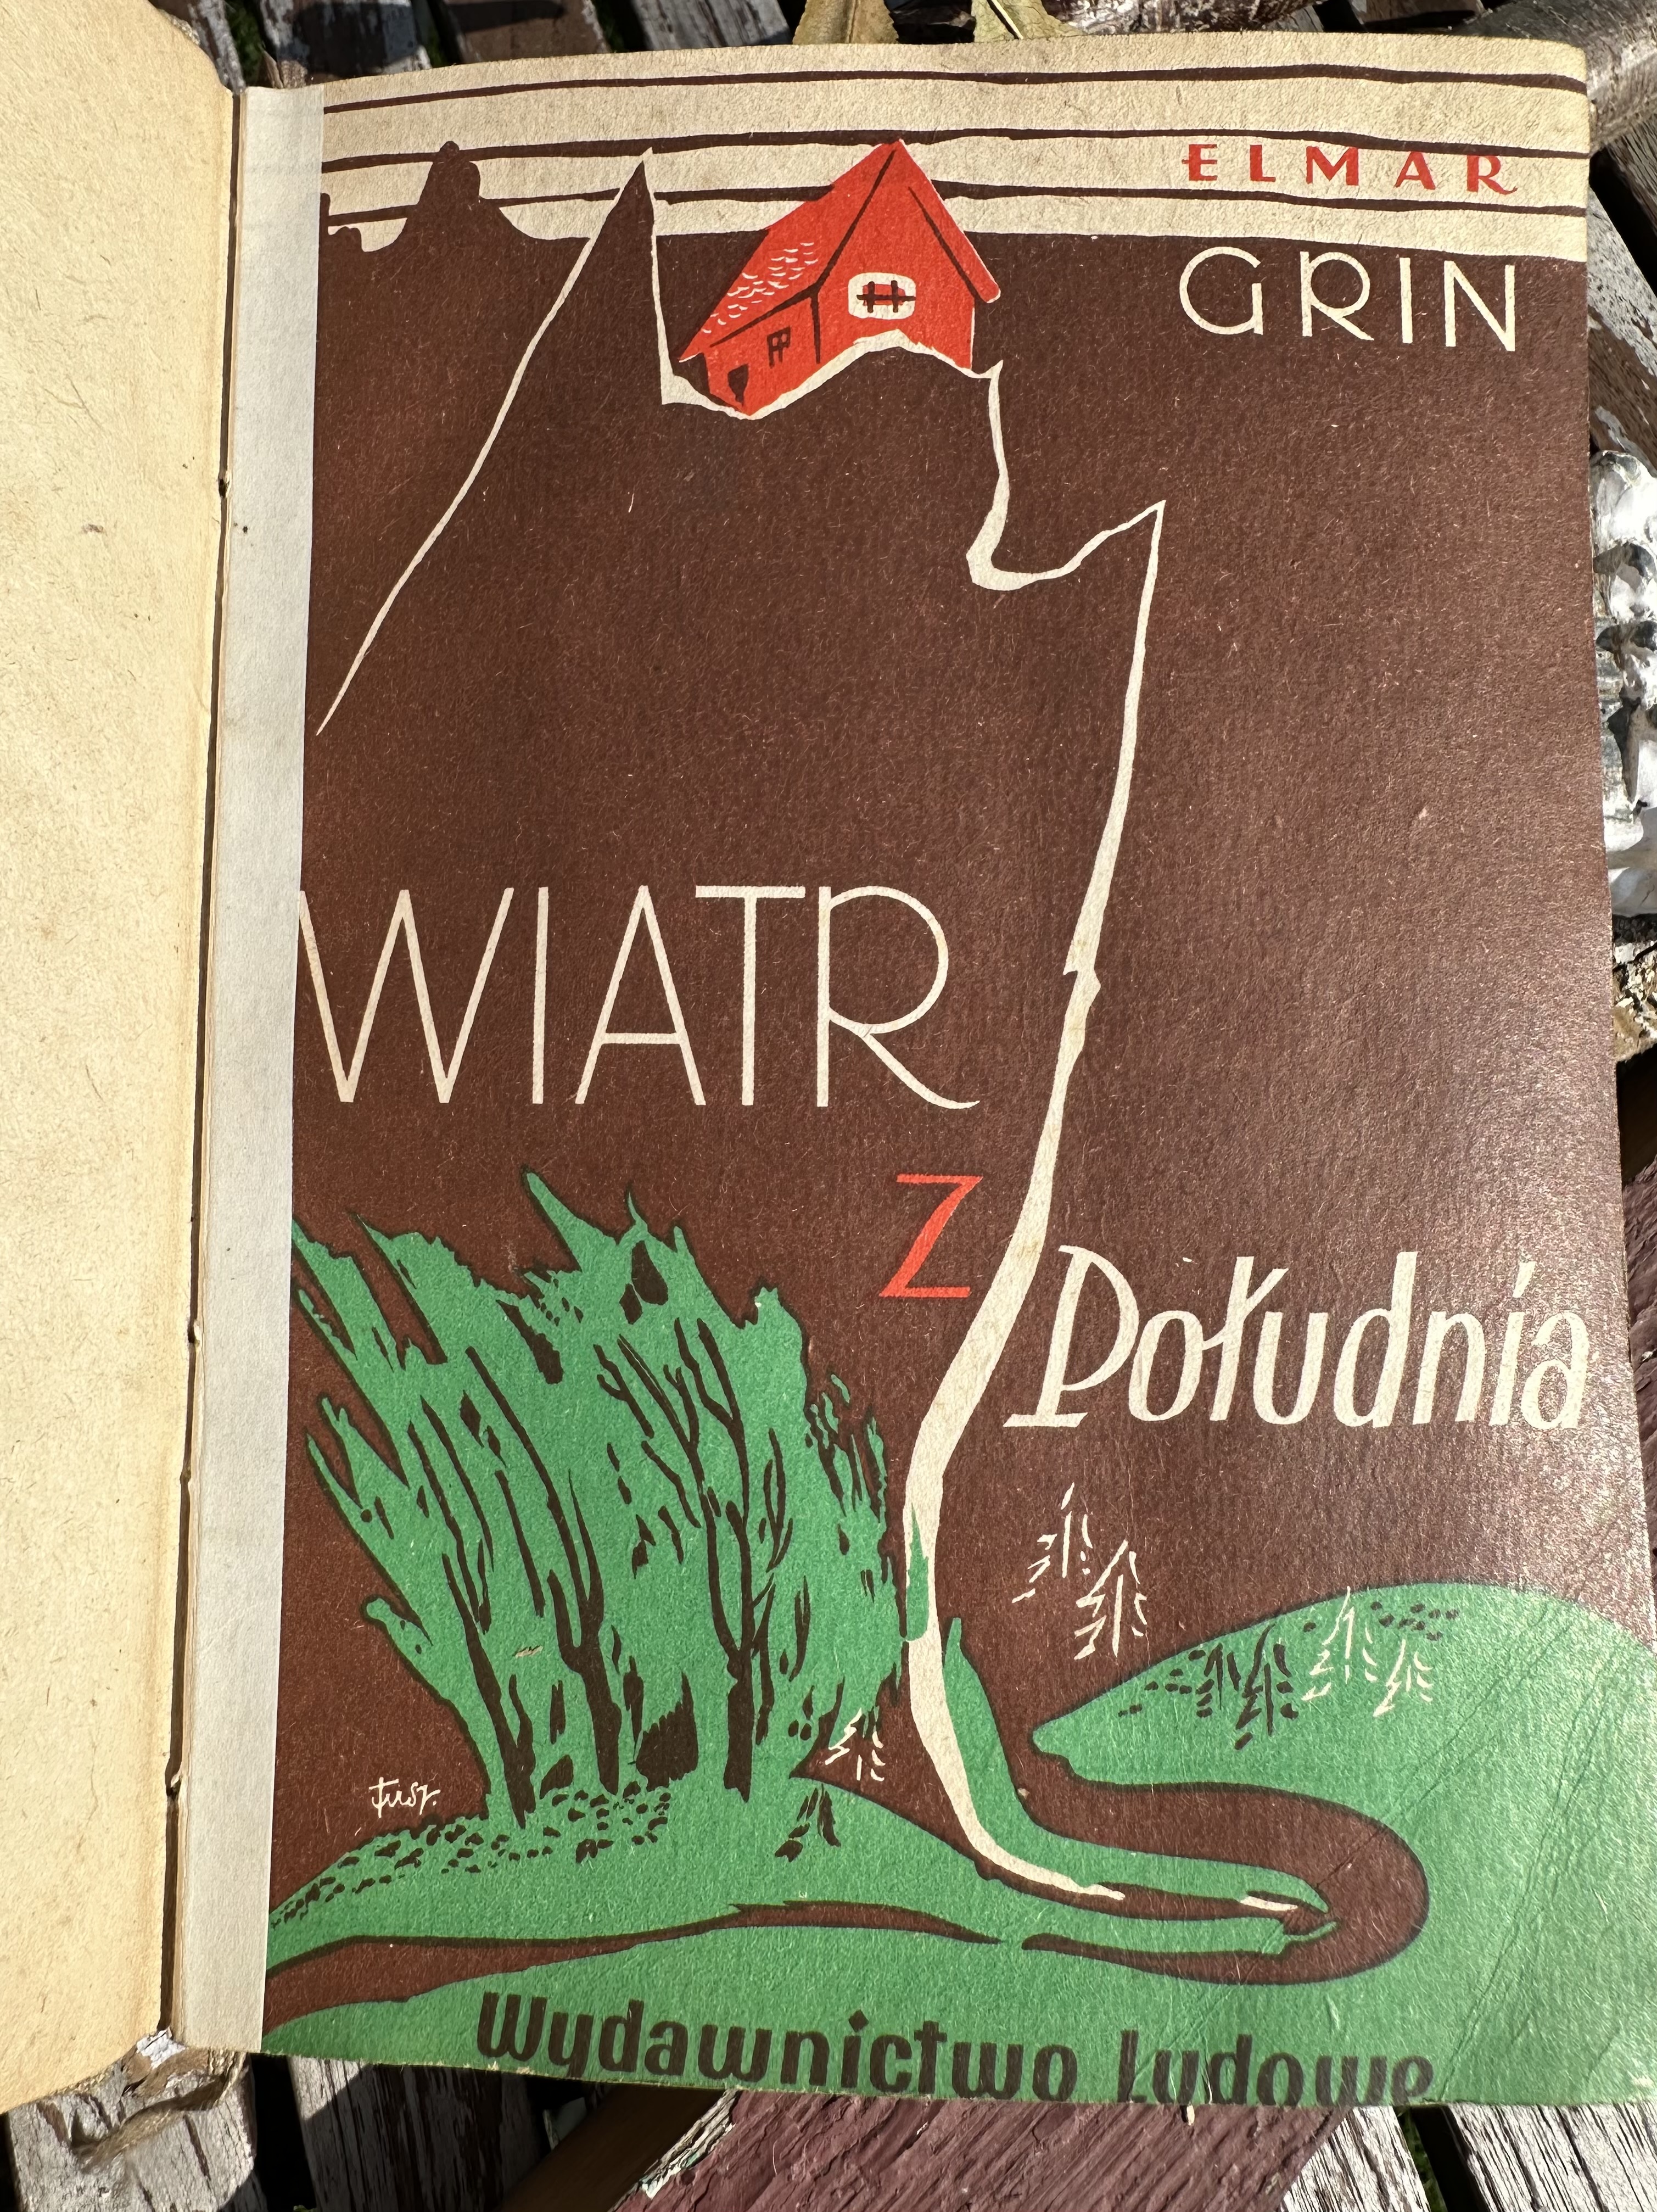 ELMAR
GRIN
WIATR
Z
Południa
Wydawnictwo Ludowe